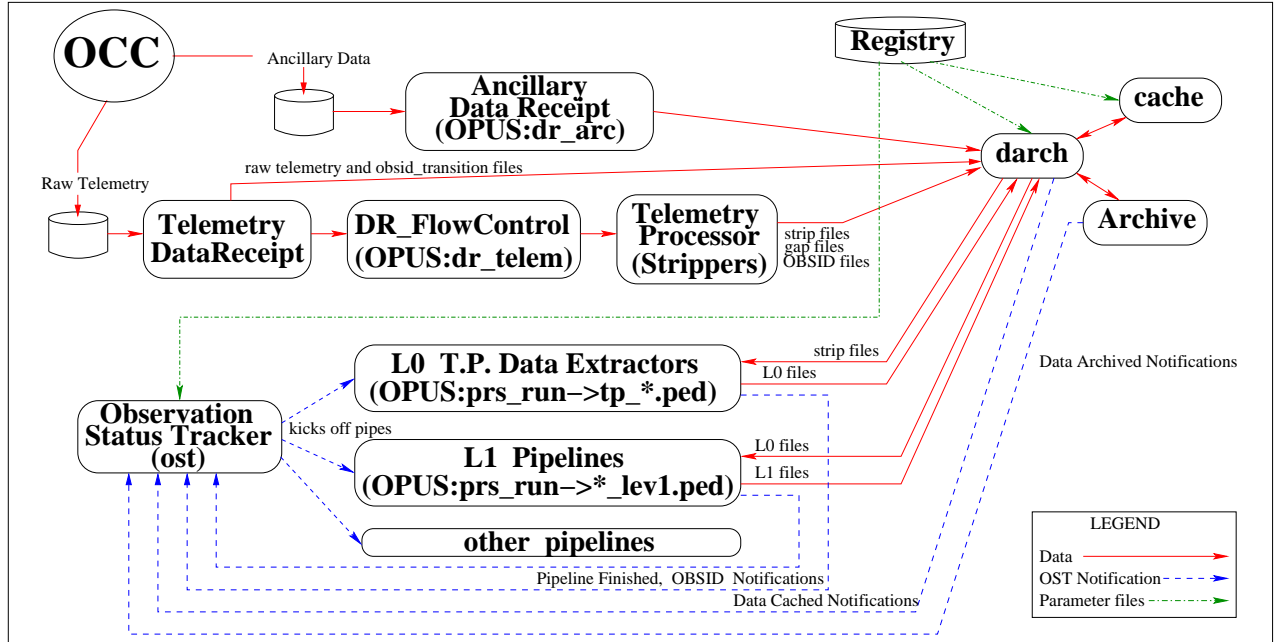 OCC
Ancillary Data
Registry
Ancillary
Data Receipt
(OPUS:dr_arc)
cache
darch
raw telemetry and obsid_transition files
Raw Telemetry
Telemetry
DataReceipt
DR_FlowControl
(OPUS:dr_telem)
Telemetry
Processor
(Strippers)
strip files
gap files
OBSID files
Archive
L0 T.P. Data Extractors
(OPUS:prs_run->tp_*.ped)
strip files
L0 files
Data Archived Notifications
Observation
Status Tracker
(ost)
kicks off pipes
L1 Pipelines
(OPUS:prs_run->*_lev1.ped)
L0 files
L1 files
other pipelines
Pipeline Finished, OBSID Notifications
Data Cached Notifications
LEGEND
Data
OST Notification
Parameter files